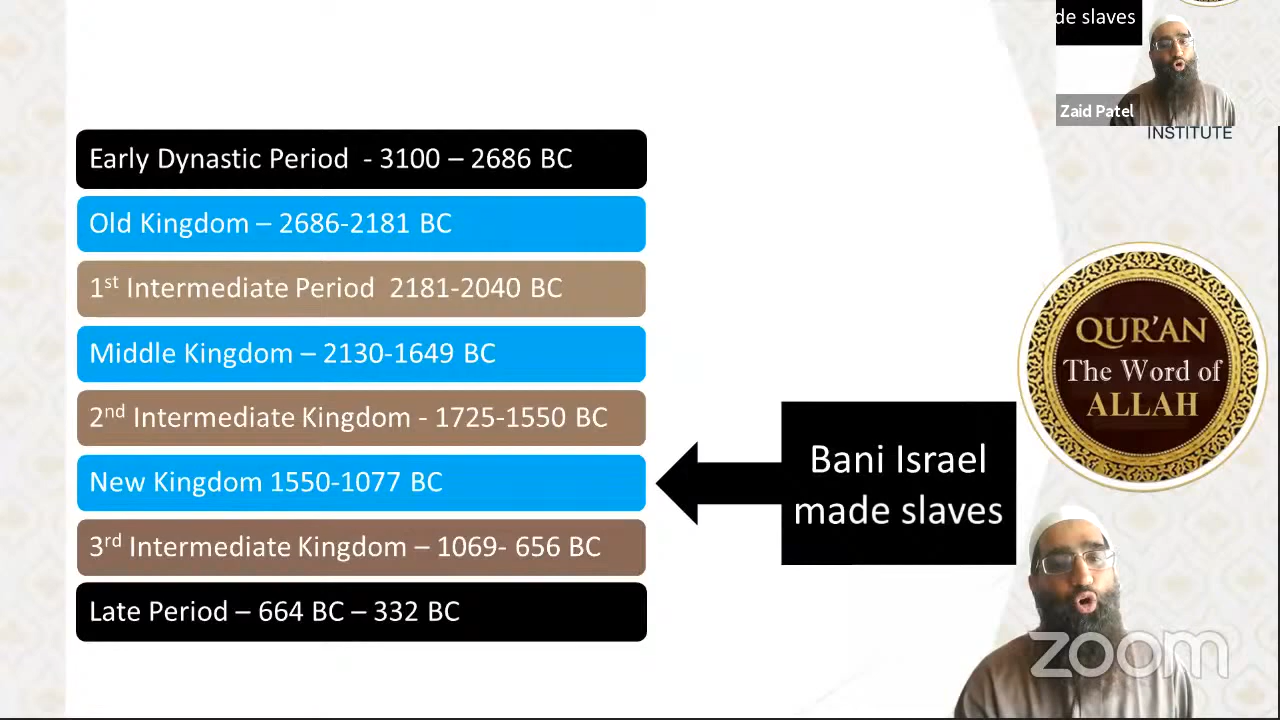 de slaves
Zaid Patel
INSTITUTE
Early Dynastic Period - 3100 – 2686 BC
Old Kingdom – 2686-2181 BC
1st Intermediate Period 2181-2040 BC
Middle Kingdom – 2130-1649 BC
2nd Intermediate Kingdom - 1725-1550 BC
New Kingdom 1550-1077 BC
3rd Intermediate Kingdom – 1069- 656 BC
Late Period – 664 BC – 332 BC
Bani Israel
made slaves
QUR’AN
The Word of
ALLAH
zoom